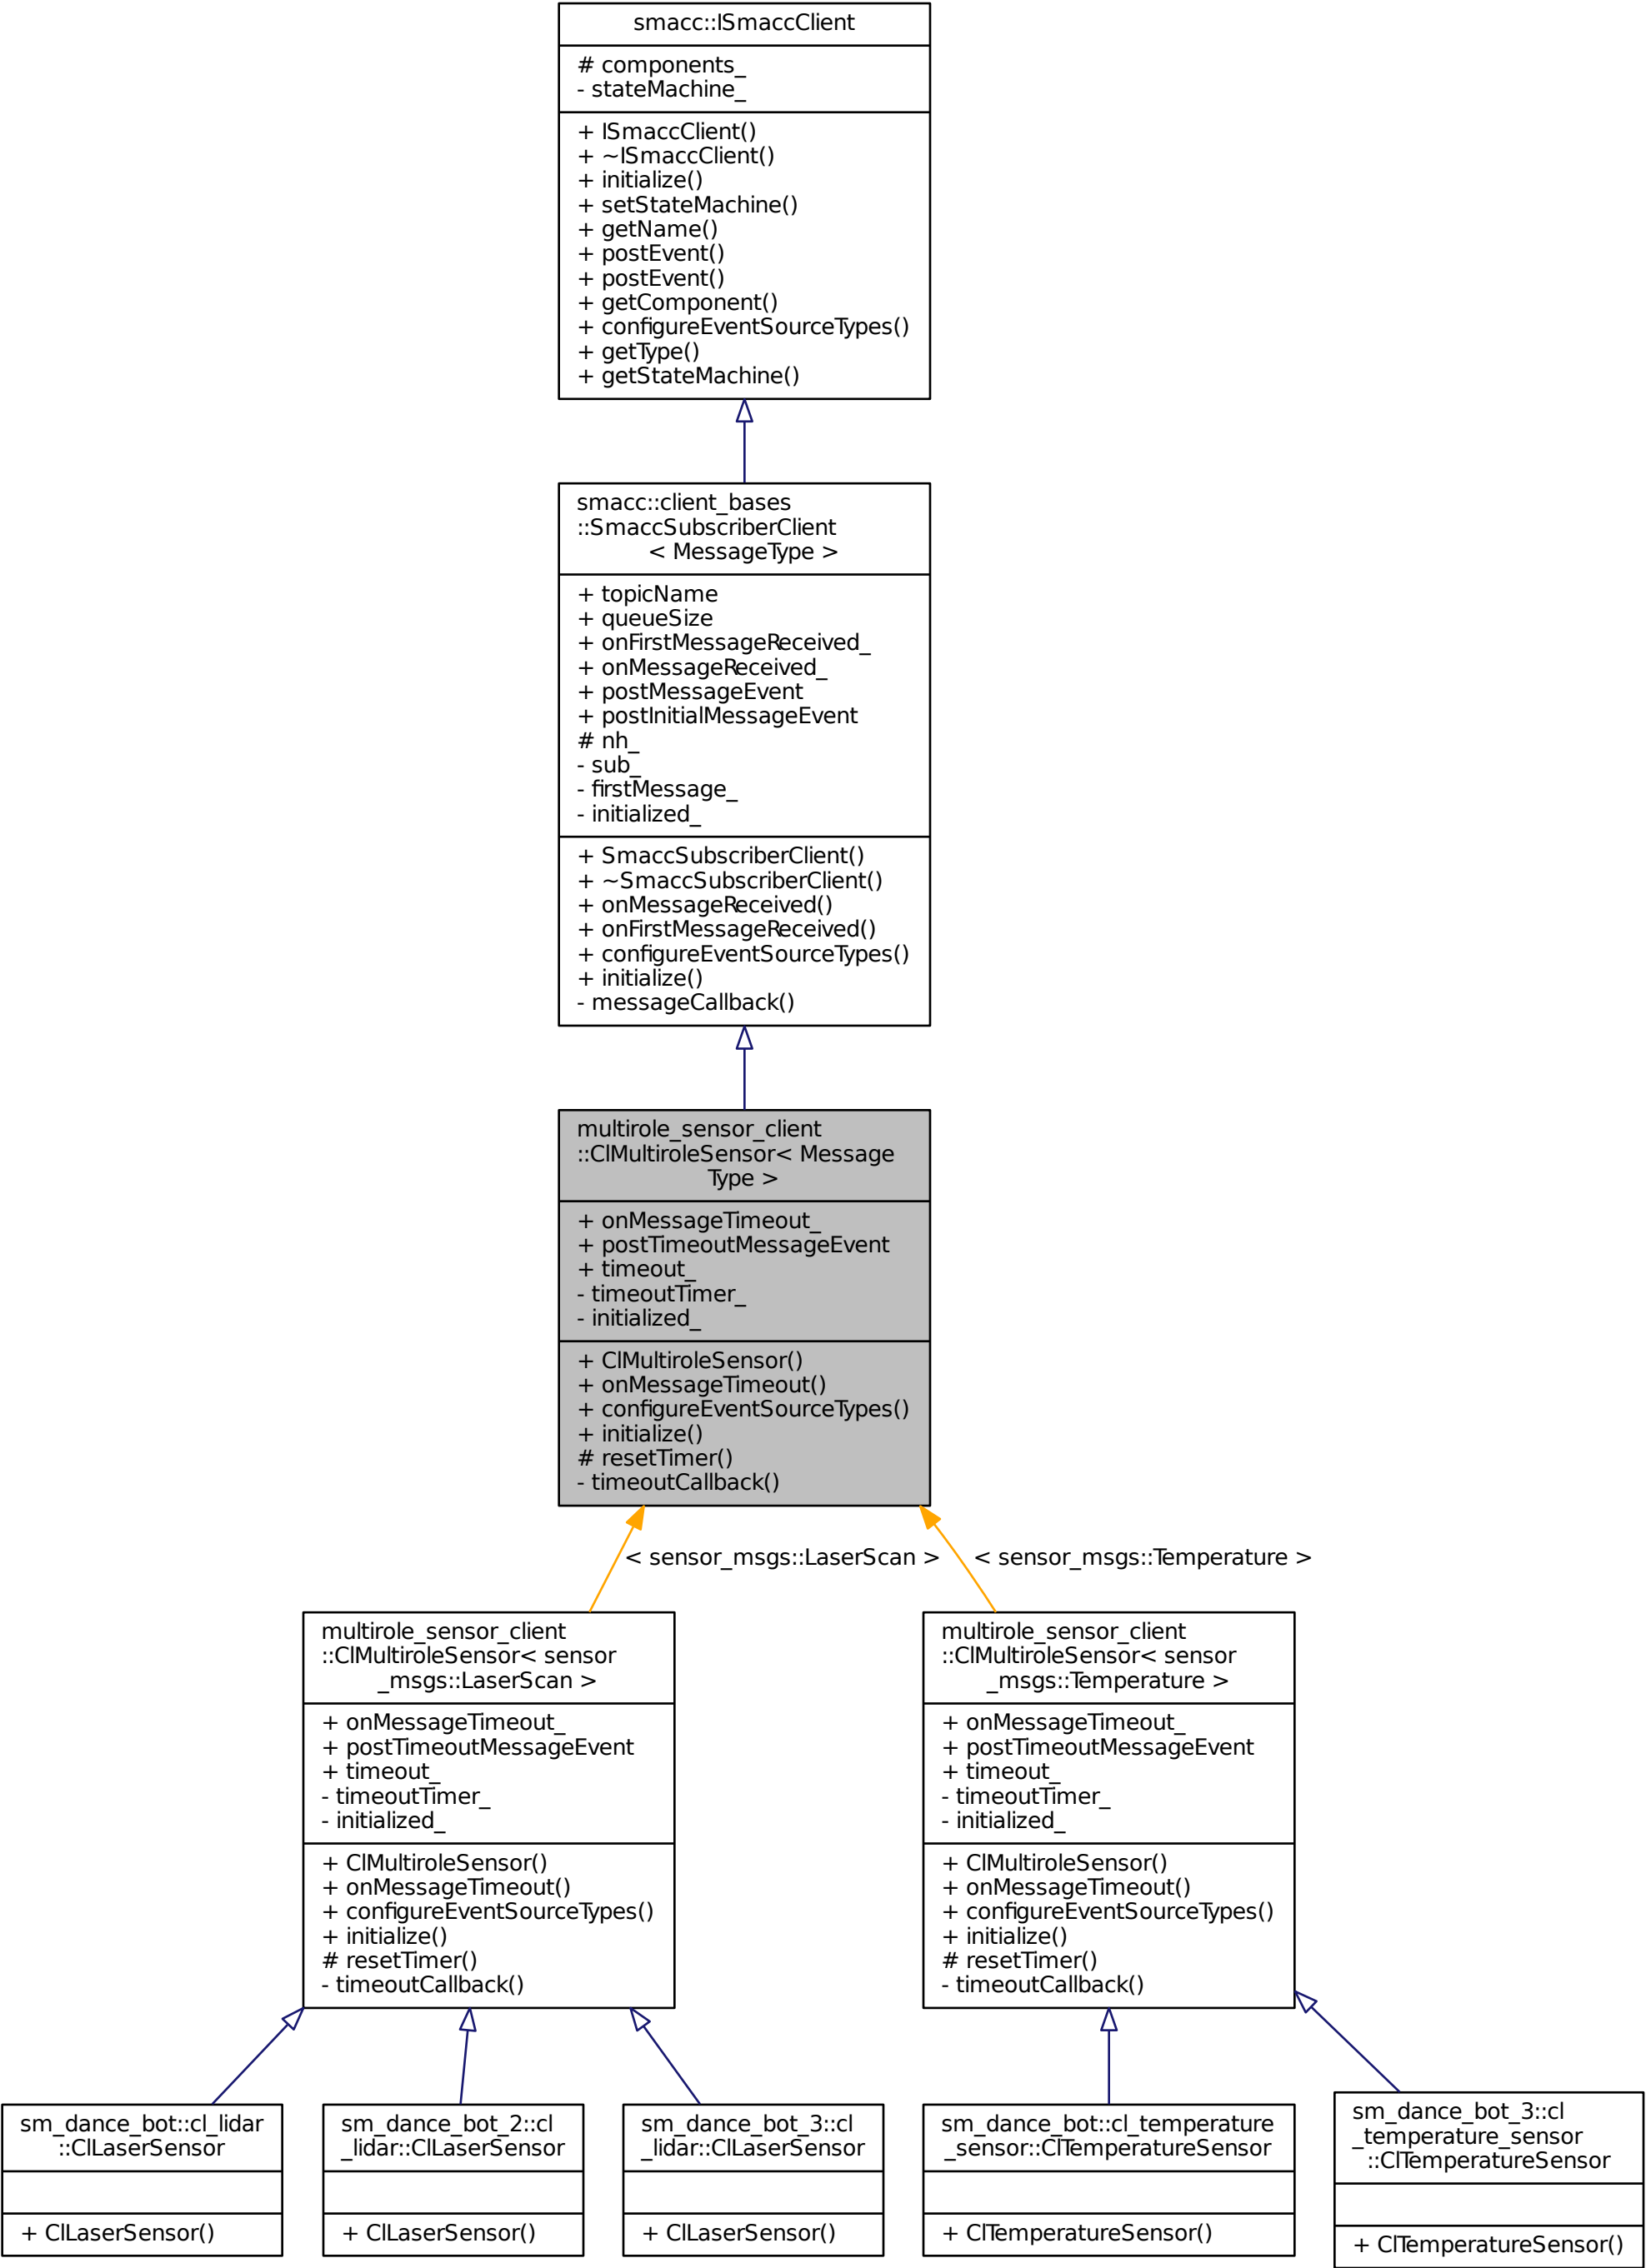 smacc::ISmaccClient
# components_
- stateMachine_
+ ISmaccClient()
+ ~ISmaccClient()
+ initialize()
+ setStateMachine()
+ getName()
+ postEvent()
+ postEvent()
+ getComponent()
+ configureEventSourceTypes()
+ getType()
+ getStateMachine()
smacc::client_bases
::SmaccSubscriberClient
< MessageType >
+ topicName
+ queueSize
+ onFirstMessageReceived_
+ onMessageReceived_
+ postMessageEvent
+ postInitialMessageEvent
# nh_
- sub_
- firstMessage_
- initialized_
+ SmaccSubscriberClient()
+ ~SmaccSubscriberClient()
+ onMessageReceived()
+ onFirstMessageReceived()
+ configureEventSourceTypes()
+ initialize()
- messageCallback()
multirole_sensor_client
::ClMultiroleSensor< Message
Type >
+ onMessageTimeout_
+ postTimeoutMessageEvent
+ timeout_
- timeoutTimer_
- initialized_
+ ClMultiroleSensor()
+ onMessageTimeout()
+ configureEventSourceTypes()
+ initialize()
# resetTimer()
- timeoutCallback()
< sensor_msgs::LaserScan >
< sensor_msgs::Temperature >
multirole_sensor_client
::ClMultiroleSensor< sensor
_msgs::LaserScan >
+ onMessageTimeout_
+ postTimeoutMessageEvent
+ timeout_
- timeoutTimer_
- initialized_
+ ClMultiroleSensor()
+ onMessageTimeout()
+ configureEventSourceTypes()
+ initialize()
# resetTimer()
- timeoutCallback()
multirole_sensor_client
::ClMultiroleSensor< sensor
_msgs::Temperature >
+ onMessageTimeout_
+ postTimeoutMessageEvent
+ timeout_
- timeoutTimer_
- initialized_
+ ClMultiroleSensor()
+ onMessageTimeout()
+ configureEventSourceTypes()
+ initialize()
# resetTimer()
- timeoutCallback()
sm_dance_bot::cl_lidar
::ClLaserSensor
+ ClLaserSensor()
sm_dance_bot_2::cl
_lidar::ClLaserSensor
+ ClLaserSensor()
sm_dance_bot_3::cl
_lidar::ClLaserSensor
+ ClLaserSensor()
sm_dance_bot::cl_temperature
_sensor::ClTemperatureSensor
+ ClTemperatureSensor()
sm_dance_bot_3::cl
_temperature_sensor
::ClTemperatureSensor
+ ClTemperatureSensor()